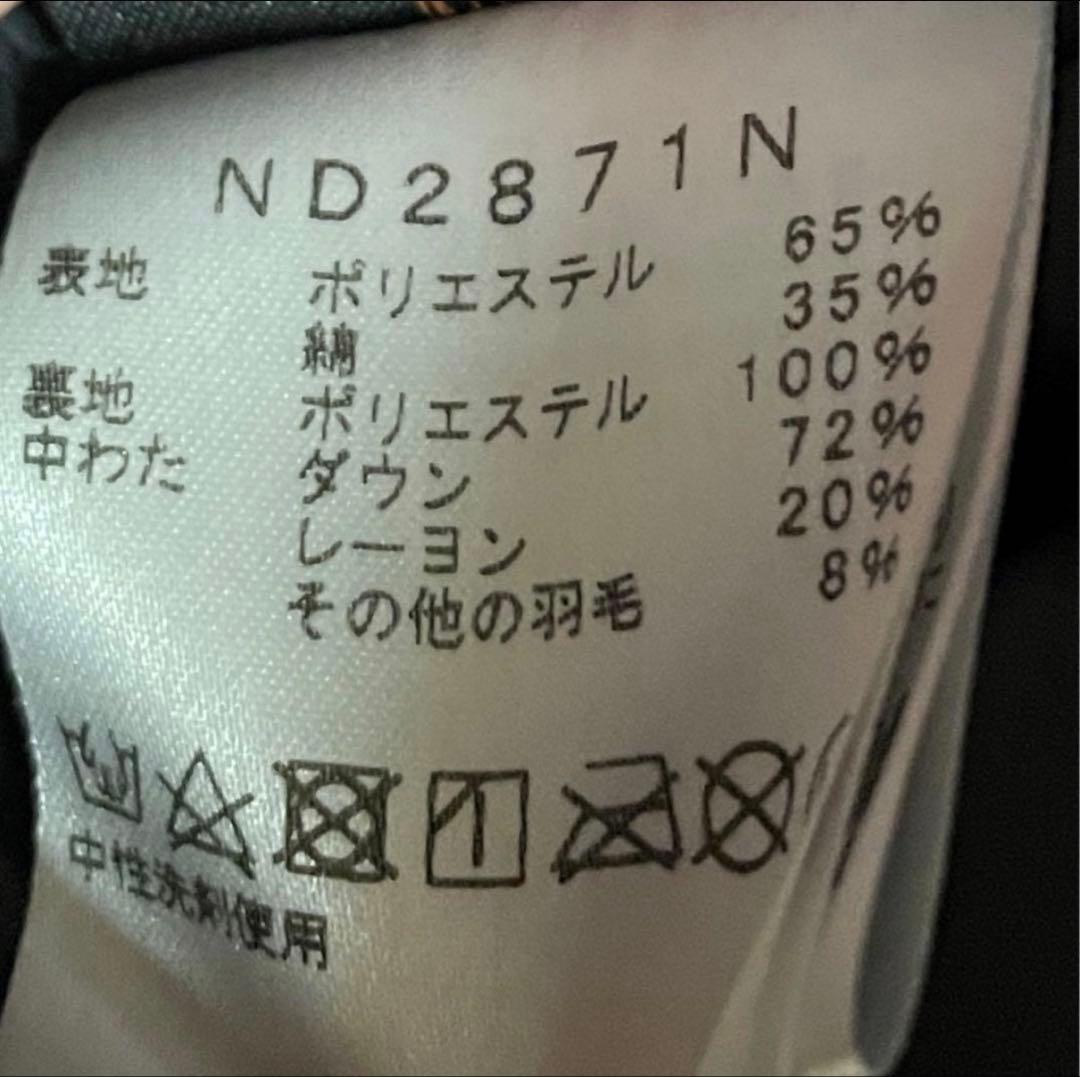 ND2871N
表地 ポリエステル 65%
綿 35%
裏地 ポリエステル 100%
中わた ダウン 72%
レーヨン 20%
その他の羽毛 8%
中性洗剤使用